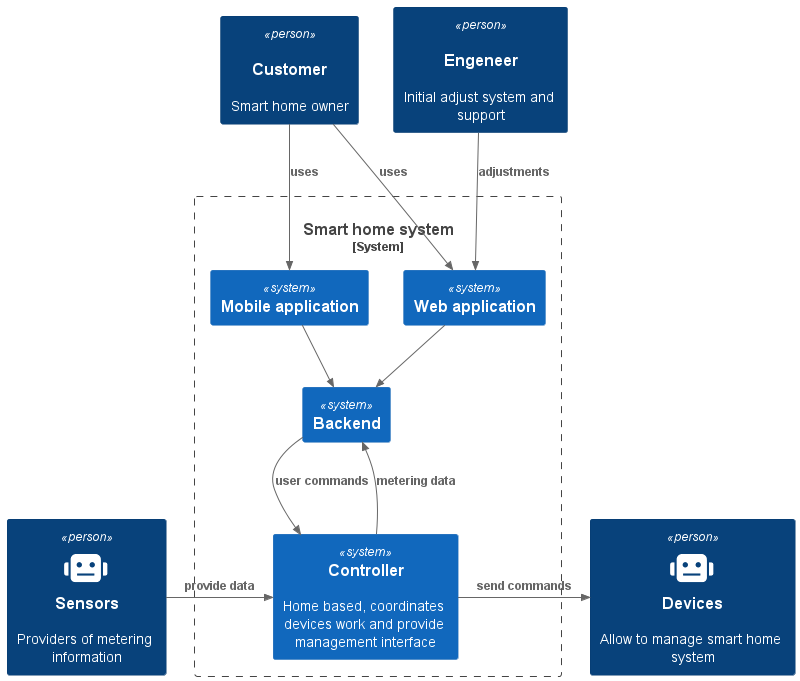 «person»
Customer
Smart home owner
«person»
Engeneer
Initial adjust system and
support
uses
uses
adjustments
Smart home system
[System]
«system»
Mobile application
«system»
Web application
«system»
Backend
user commands
metering data
«person»
Sensors
Providers of metering
information
provide data
«system»
Controller
Home based, coordinates
devices work and provide
management interface
send commands
«person»
Devices
Allow to manage smart home
system